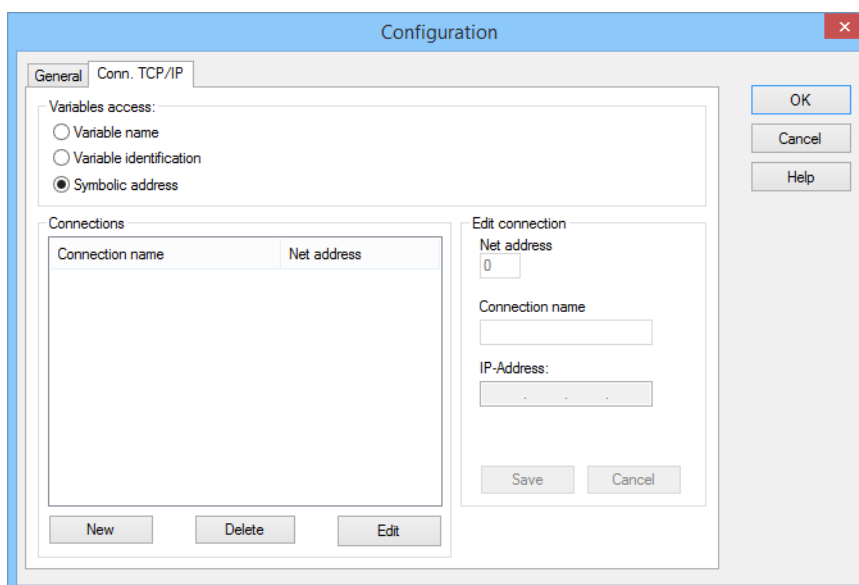 Configuration
General
Conn. TCP/IP
Variables access:
Variable name
Variable identification
Symbolic address
OK
Cancel
Help
Connections
Connection name Net address
New Delete Edit
Edit connection
Net address
0
Connection name
IP-Address:
. . .
Save Cancel